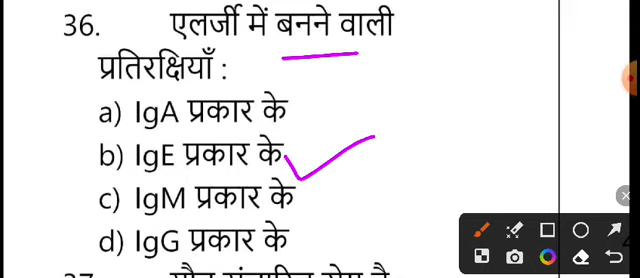 36. एलर्जी में बनने वाली
प्रतिरक्षियाँ :
a) IgA प्रकार के
b) IgE प्रकार के
c) IgM प्रकार के
d) IgG प्रकार के